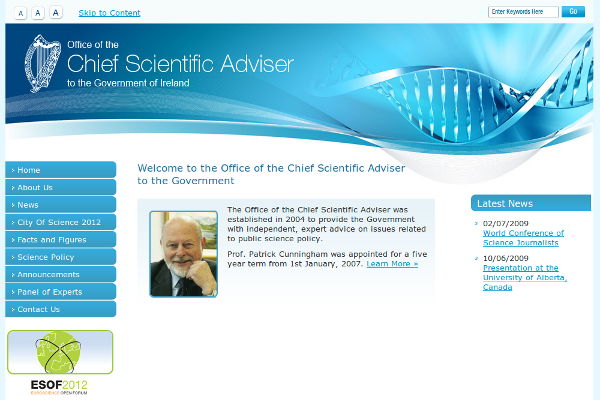 A A A Skip to Content
Enter Keywords Here Go
Office of the
Chief Scientific Adviser
to the Government of Ireland
› Home
› About Us
› News
› City Of Science 2012
› Facts and Figures
› Science Policy
› Announcements
› Panel of Experts
› Contact Us
ESOF2012
EUROSCIENCE OPEN FORUM
Welcome to the Office of the Chief Scientific Adviser
to the Government
The Office of the Chief Scientific Adviser was
established in 2004 to provide the Government
with independent, expert advice on issues related
to public science policy.
Prof. Patrick Cunningham was appointed for a five
year term from 1st January, 2007. Learn More »
Latest News
02/07/2009
World Conference of
Science Journalists
10/06/2009
Presentation at the
University of Alberta,
Canada